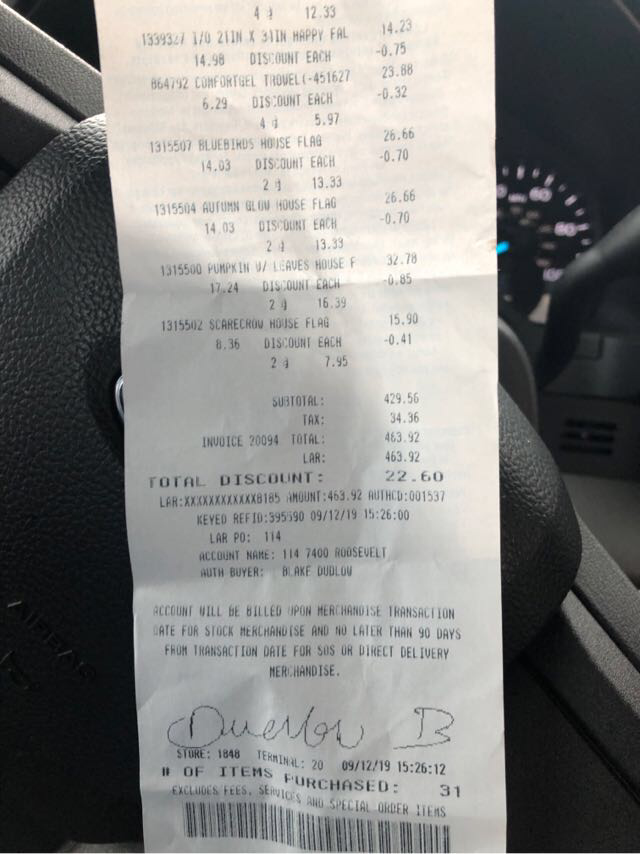 4 @ 12.33
1339327 I/O 21IN X 31IN HAPPY FAL 14.23
14.98 DISCOUNT EACH -0.75
864792 COMFORTGEL TROWEL(-451627 23.88
6.29 DISCOUNT EACH -0.32
4 @ 5.97
1315507 BLUEBIRDS HOUSE FLAG 26.66
14.03 DISCOUNT EACH -0.70
2 @ 13.33
1315504 AUTUMN GLOW HOUSE FLAG 26.66
14.03 DISCOUNT EACH -0.70
2 @ 13.33
1315500 PUMPKIN W/ LEAVES HOUSE F 32.78
17.24 DISCOUNT EACH -0.85
2 @ 16.39
1315502 SCARECROW HOUSE FLAG 15.90
8.36 DISCOUNT EACH -0.41
2 @ 7.95
SUBTOTAL: 429.56
TAX: 34.36
INVOICE 20094 TOTAL: 463.92
LAR: 463.92
TOTAL DISCOUNT: 22.60
LAR:XXXXXXXXXXXX8185 AMOUNT:463.92 AUTHCD:001537
KEYED REFID:395590 09/12/19 15:26:00
LAR PO: 114
ACCOUNT NAME: 114 7400 ROOSEVELT
AUTH BUYER: BLAKE DUDLOW
ACCOUNT WILL BE BILLED UPON MERCHANDISE TRANSACTION
DATE FOR STOCK MERCHANDISE AND NO LATER THAN 90 DAYS
FROM TRANSACTION DATE FOR SOS OR DIRECT DELIVERY
MERCHANDISE.
STORE: 1848 TERMINAL: 20 09/12/19 15:26:12
# OF ITEMS PURCHASED: 31
EXCLUDES FEES, SERVICES AND SPECIAL ORDER ITEMS
AIRBAG
60
80
100